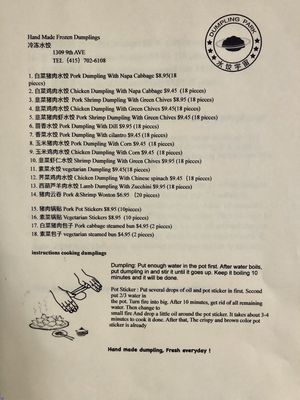 Hand Made Frozen Dumplings
冷冻水饺
1309 9th AVE
TEL (415) 702-6108
DUMPLING PARK
水饺宇宙
1. 白菜猪肉水饺 Pork Dumpling With Napa Cabbage $8.95(18
pieces)
2. 白菜鸡肉水饺 Chicken Dumpling With Napa Cabbage $9.45 (18 pieces)
3. 韭菜猪肉水饺 Pork Shrimp Dumpling With Green Chives $8.95 (18 pieces)
4. 韭菜鸡肉水饺 Chicken Dumpling With Green Chives $9.45 (18 pieces)
5. 韭菜猪肉虾水饺 Pork Shrimp Dumpling With Green Chives $9.45 (18 pieces)
6. 茴香水饺 Pork Dumpling With Dill $9.95 (18 pieces)
7. 香菜水饺 Pork Dumpling With cilantro $9.45 (18 pieces)
8. 玉米猪肉水饺 Pork Dumpling With Corn $9.45 (18 pieces)
9. 玉米鸡肉水饺 Chicken Dumpling With Corn $9.45 (18 pieces)
10. 韭菜虾仁水饺 Shrimp Dumpling With Green Chives $9.95 (18 pieces)
11. 素菜水饺 vegetarian Dumpling $9.45(18 pieces)
12. 芹菜鸡肉水饺 Chicken Dumpling With Chinese spinach $9.45 (18 pieces)
13. 西葫芦羊肉水饺 Lamb Dumpling With Zucchini $9.95 (18 pieces)
14. 猪肉云吞 Pork &Shrimp Wonton $6.95 (20 pieces)
15. 猪肉锅贴 Pork Pot Stickers $8.95 (10pieces)
16. 素菜锅贴 Vegetarian Stickers $8.95 (10 pieces)
17. 白菜猪肉包子 Pork cabbage steamed bun $4.95 (2 pieces)
18. 素菜包子 vegetarian steamed bun $4.95 (2 pieces)
instructions cooking dumplings
Dumpling: Put enough water in the pot first. After water boils,
put dumpling in and stir it until it goes up. Keep it boiling 10
minutes and it will be done.
Pot Sticker : Put several drops of oil and pot sticker in first. Second
put 2/3 water in
the pot. Turn fire into big. After 10 minutes, get rid of all remaining
water. Then change to
small fire And drop a little oil around the pot sticker. It takes about 3-4
minutes to cook it done. After that, The crispy and brown color pot
sticker is already
Hand made dumpling, Fresh everyday !